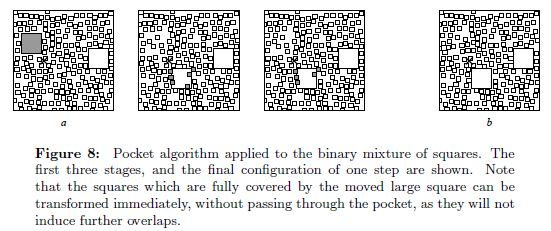 a
b
Figure 8: Pocket algorithm applied to the binary mixture of squares. The
first three stages, and the final configuration of one step are shown. Note
that the squares which are fully covered by the moved large square can be
transformed immediately, without passing through the pocket, as they will not
induce further overlaps.